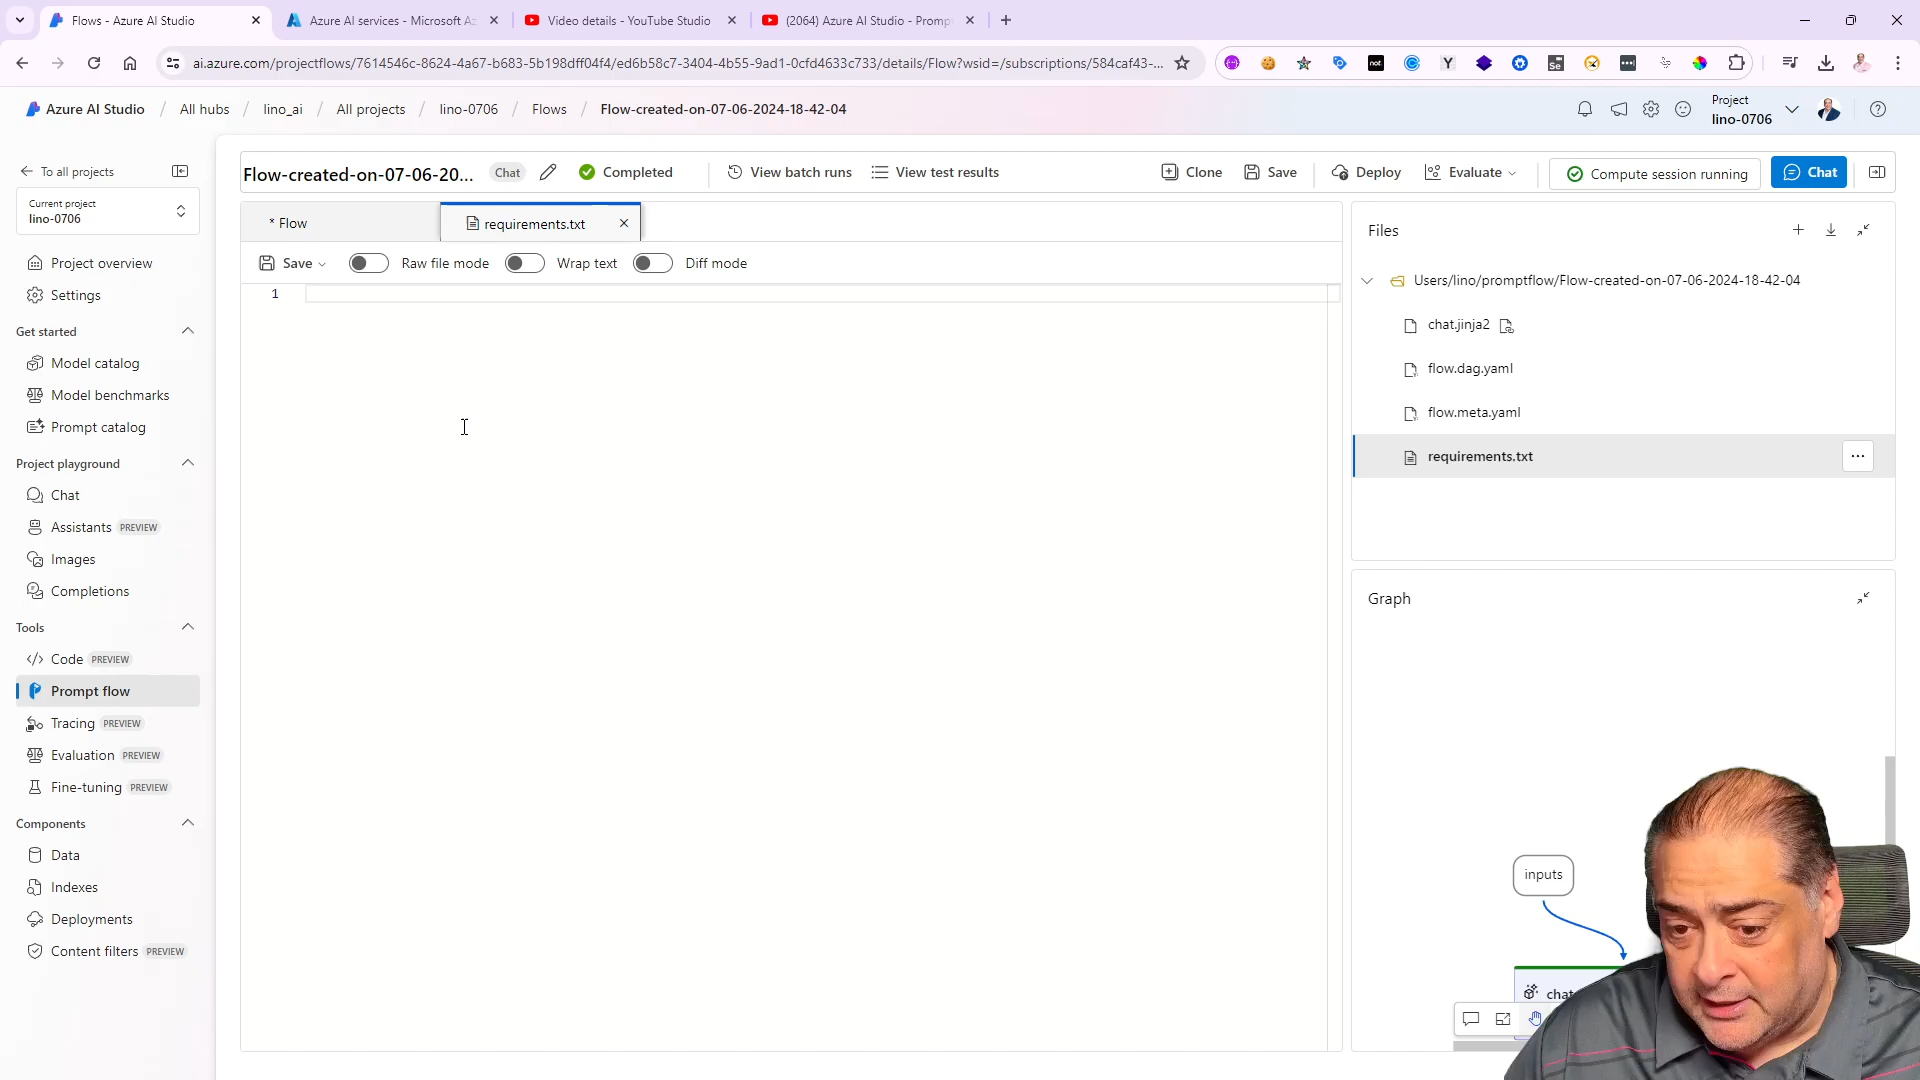 Flows - Azure AI Studio
Azure AI services - Microsoft Az
Video details - YouTube Studio
(2064) Azure AI Studio - Promp
ai.azure.com/projectflows/7614546c-8624-4a67-b683-5b198dff04f4/ed6b58c7-3404-4b55-9ad1-0cfd4633c733/details/Flow?wsid=/subscriptions/584caf43-...
Azure AI Studio / All hubs / lino_ai / All projects / lino-0706 / Flows / Flow-created-on-07-06-2024-18-42-04
Project
lino-0706
To all projects
Current project
lino-0706
Project overview
Settings
Get started
Model catalog
Model benchmarks
Prompt catalog
Project playground
Chat
Assistants PREVIEW
Images
Completions
Tools
Code PREVIEW
Prompt flow
Tracing PREVIEW
Evaluation PREVIEW
Fine-tuning PREVIEW
Components
Data
Indexes
Deployments
Content filters PREVIEW
Flow-created-on-07-06-20... Chat Completed View batch runs View test results Clone Save Deploy Evaluate Compute session running Chat
* Flow
requirements.txt
Save Raw file mode Wrap text Diff mode
1
Files
Users/lino/promptflow/Flow-created-on-07-06-2024-18-42-04
chat.jinja2
flow.dag.yaml
flow.meta.yaml
requirements.txt
Graph
inputs
chat